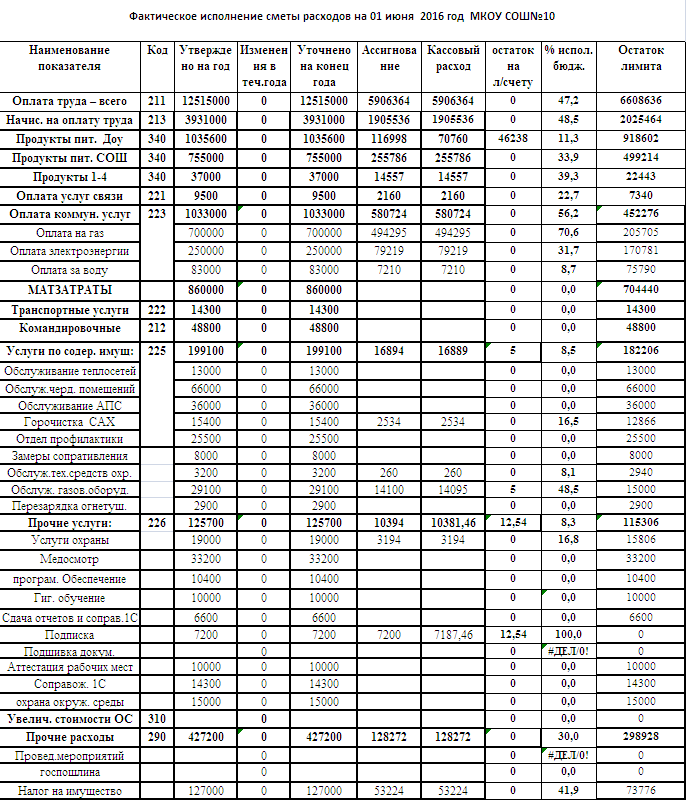 Фактическое исполнение сметы расходов на 01 июня 2016 год МКОУ СОШ№10
Наименование показателя Код Утвержде но на год Изменен ия в теч.года Уточнено на конец года Ассигнова ние Кассовый расход остаток на л/счету % испол. бюдж. Остаток лимита
Оплата труда – всего 211 12515000 0 12515000 5906364 5906364 0 47,2 6608636
Начис. на оплату труда 213 3931000 0 3931000 1905536 1905536 0 48,5 2025464
Продукты пит. Доу 340 1035600 0 1035600 116998 70760 46238 11,3 918602
Продукты пит. СОШ 340 755000 0 755000 255786 255786 0 33,9 499214
Продукты 1-4 340 37000 0 37000 14557 14557 0 39,3 22443
Оплата услуг связи 221 9500 0 9500 2160 2160 0 22,7 7340
Оплата коммун. услуг 223 1033000 0 1033000 580724 580724 0 56,2 452276
Оплата на газ 700000 0 700000 494295 494295 0 70,6 205705
Оплата электроэнергии 250000 0 250000 79219 79219 0 31,7 170781
Оплата за воду 83000 0 83000 7210 7210 0 8,7 75790
МАТЗАТРАТЫ 860000 0 860000 0 0,0 704440
Транспортные услуги 222 14300 0 14300 0 0,0 14300
Командировочные 212 48800 0 48800 0 0,0 48800
Услуги по содер. имущ: 225 199100 0 199100 16894 16889 5 8,5 182206
Обслуживание теплосетей 13000 0 13000 0 0,0 13000
Обслуж.черд. помещений 66000 0 66000 0 0,0 66000
Обслуживание АПС 36000 0 36000 0 0,0 36000
Горочистка САХ 15400 0 15400 2534 2534 0 16,5 12866
Отдел профилактики 25500 0 25500 0 0,0 25500
Замеры сопративления 8000 0 8000 0 0,0 8000
Обслуж.тех.средств охр. 3200 0 3200 260 260 0 8,1 2940
Обслуж. газов.оборуд. 29100 0 29100 14100 14095 5 48,5 15000
Перезарядка огнетуш. 2900 0 2900 0 0,0 2900
Прочие услуги: 226 125700 0 125700 10394 10381,46 12,54 8,3 115306
Услуги охраны 19000 0 19000 3194 3194 0 16,8 15806
Медосмотр 33200 0 33200 0 0,0 33200
програм. Обеспечение 10400 0 10400 0 0,0 10400
Гиг. обучение 10000 0 10000 0 0,0 10000
Сдача отчетов и соправ.1С 6600 0 6600 0 0,0 6600
Подписка 7200 0 7200 7200 7187,46 12,54 100,0 0
Подшивка докум. 0 0 #ДЕЛ/0! 0
Аттестация рабочих мест 10000 0 10000 0 0,0 10000
Соправож. 1С 14300 0 14300 0 0,0 14300
охрана окруж. среды 15000 0 15000 0 0,0 15000
Увелич. стоимости ОС 310 0 0 0,0 0
Прочие расходы 290 427200 0 427200 128272 128272 0 30,0 298928
Провед.мероприятий 0 0 #ДЕЛ/0! 0
госпошлина 0 0 0,0 0
Налог на имущество 127000 0 127000 53224 53224 0 41,9 73776